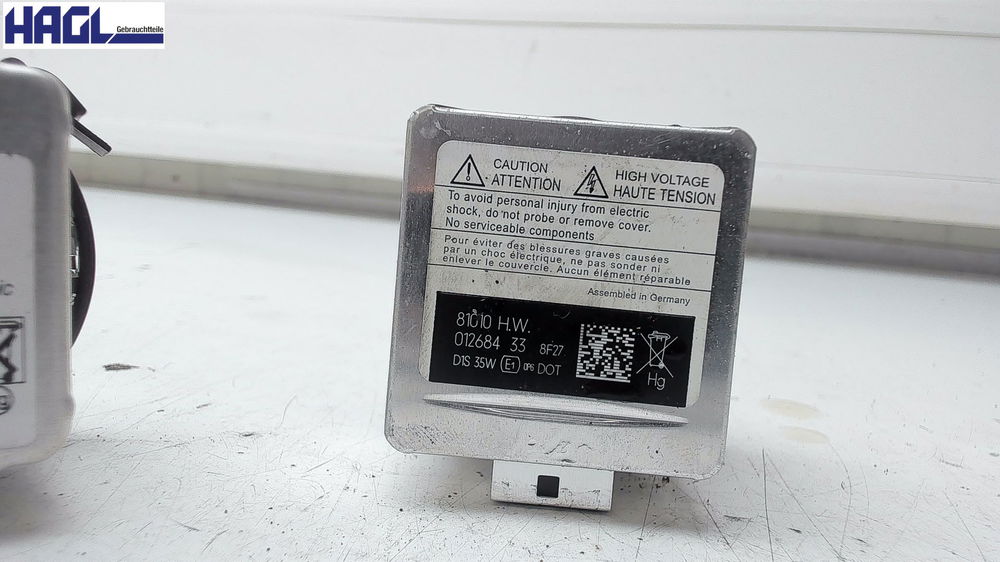 HAGL
Gebrauchtteile
CAUTION
ATTENTION
HIGH VOLTAGE
HAUTE TENSION
To avoid personal injury from electric
shock, do not probe or remove cover.
No serviceable components
Pour éviter des blessures graves causées
par un choc électrique, ne pas sonder ni
enlever le couvercle. Aucun élément réparable
Assembled in Germany
81010 H.W.
012684 33 8F27
D1S 35W E1 DOT
Hg
ic